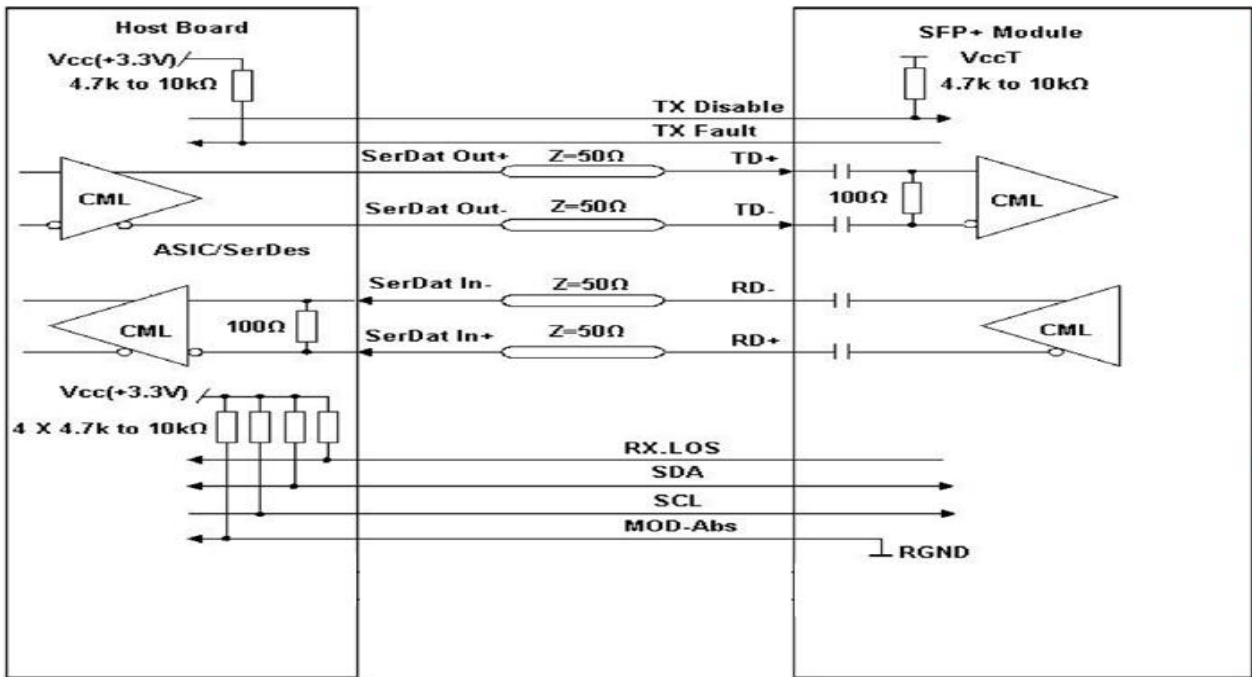 Host Board
SFP+ Module
Vcc(+3.3V)
4.7k to 10kΩ
VccT
4.7k to 10kΩ
TX Disable
TX Fault
SerDat Out+
Z=50Ω
TD+
CML
100Ω
CML
SerDat Out-
Z=50Ω
TD-
ASIC/SerDes
SerDat In-
Z=50Ω
RD-
CML
100Ω
CML
SerDat In+
Z=50Ω
RD+
Vcc(+3.3V)
4 X 4.7k to 10kΩ
RX.LOS
SDA
SCL
MOD-Abs
RGND